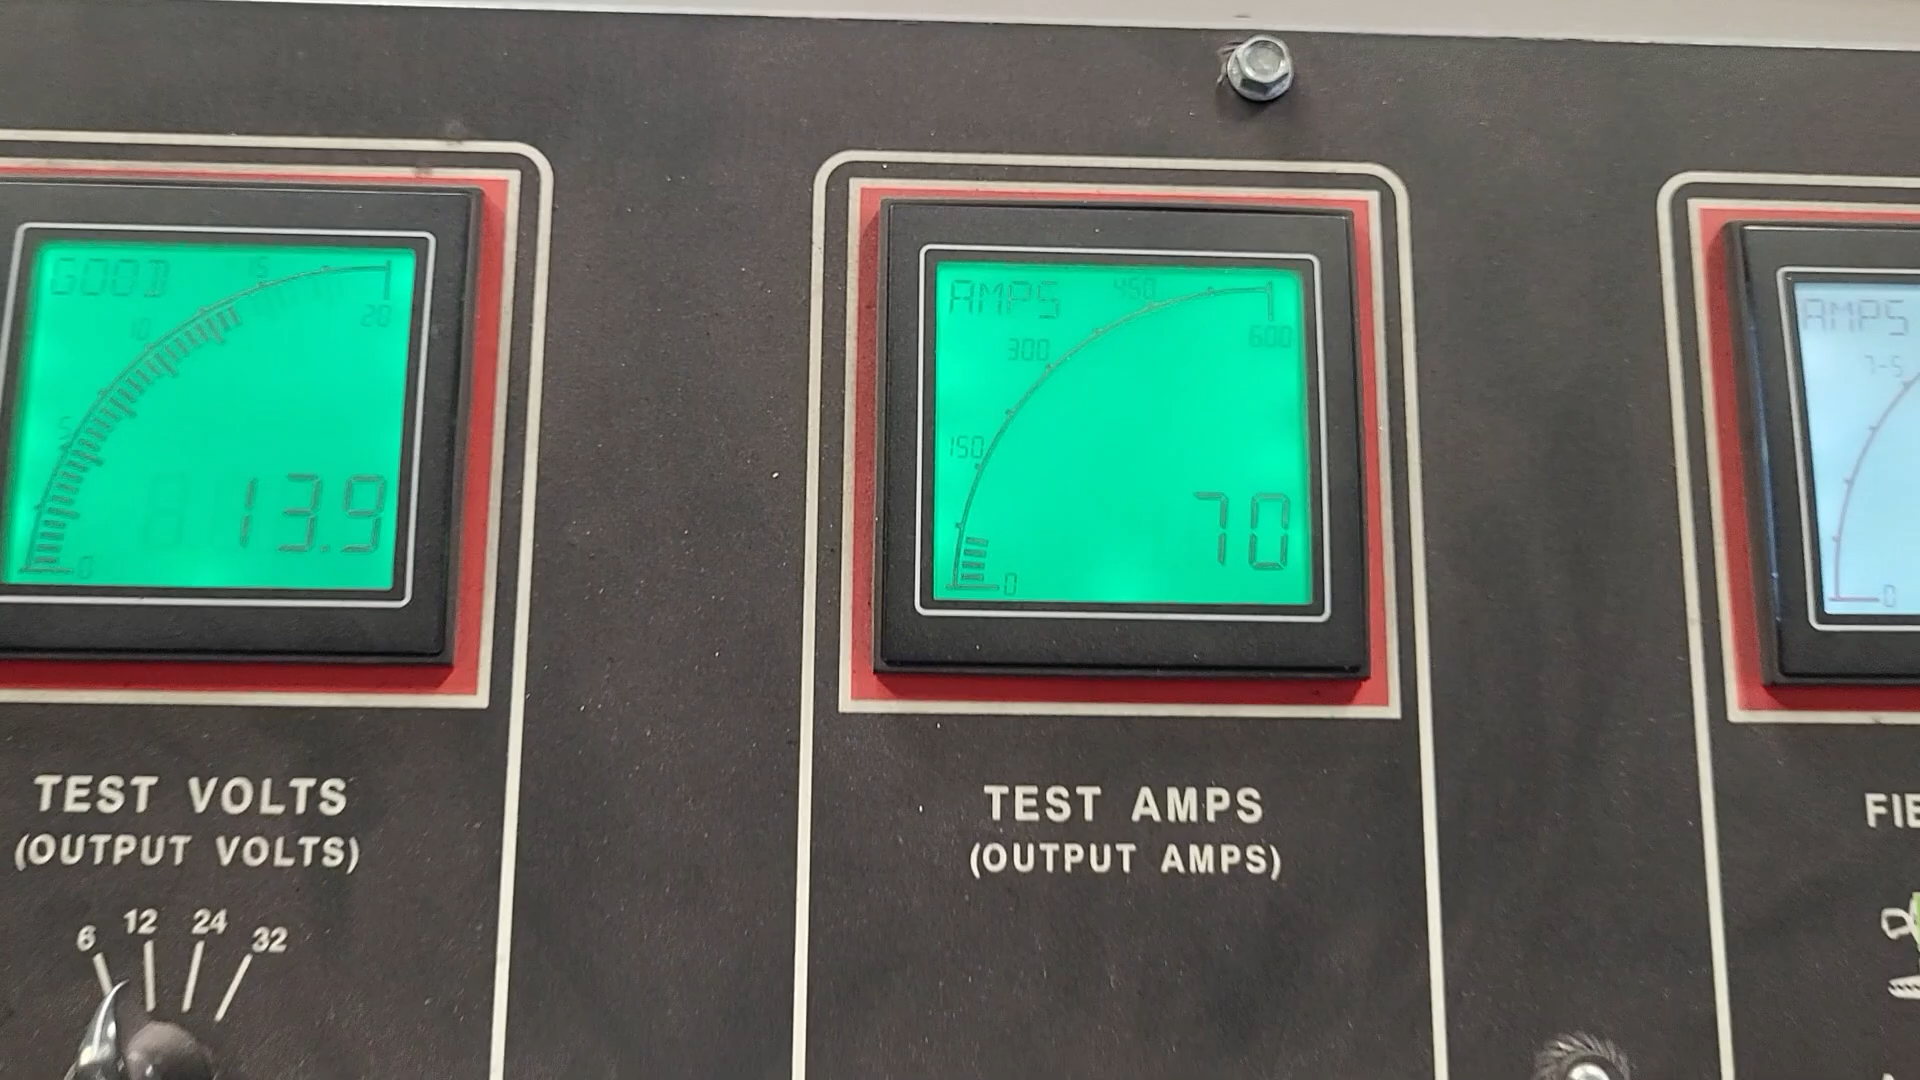 GOOD
15
10
20
5
13.9
0
TEST VOLTS
(OUTPUT VOLTS)
6 12 24 32
AMPS
450
300
600
150
70
0
TEST AMPS
(OUTPUT AMPS)
AMPS
0
FIE